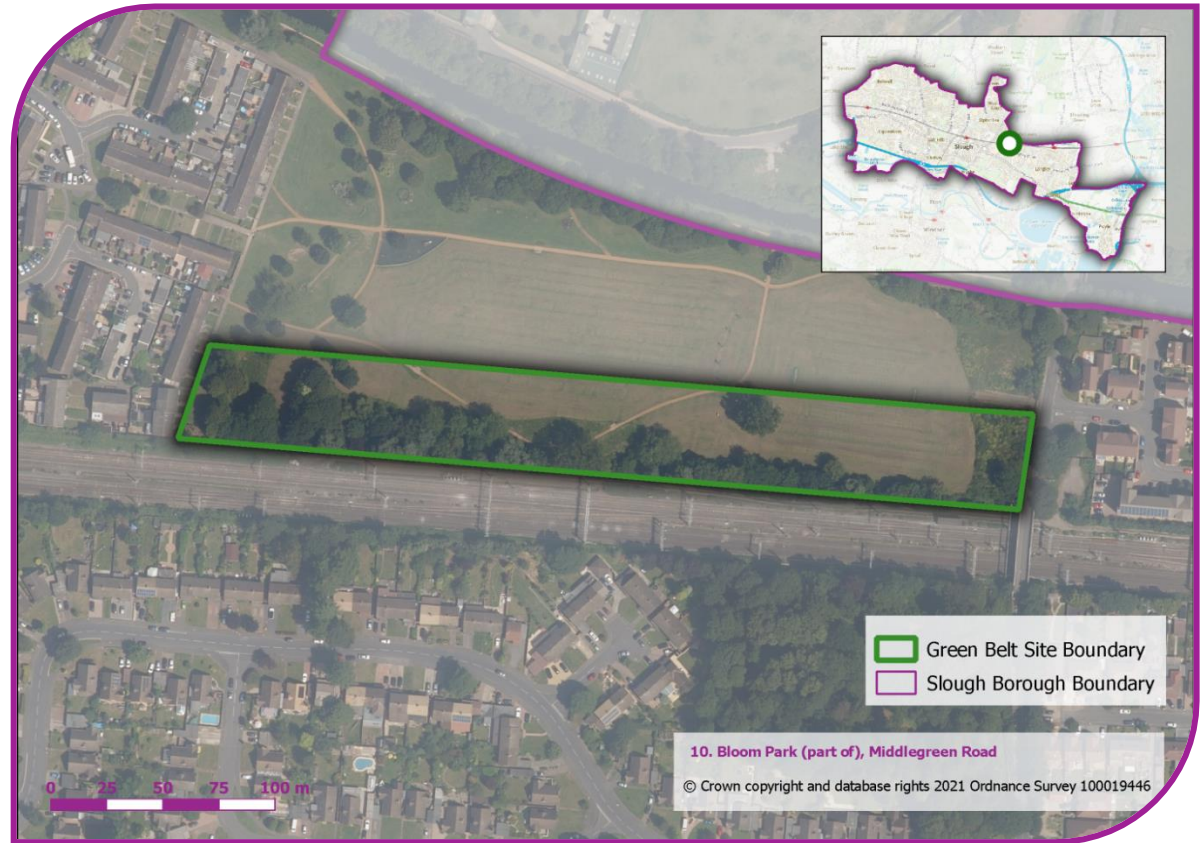 Slough
Green Belt Site Boundary
Slough Borough Boundary
10. Bloom Park (part of), Middlegreen Road
© Crown copyright and database rights 2021 Ordnance Survey 100019446
0 25 50 75 100 m